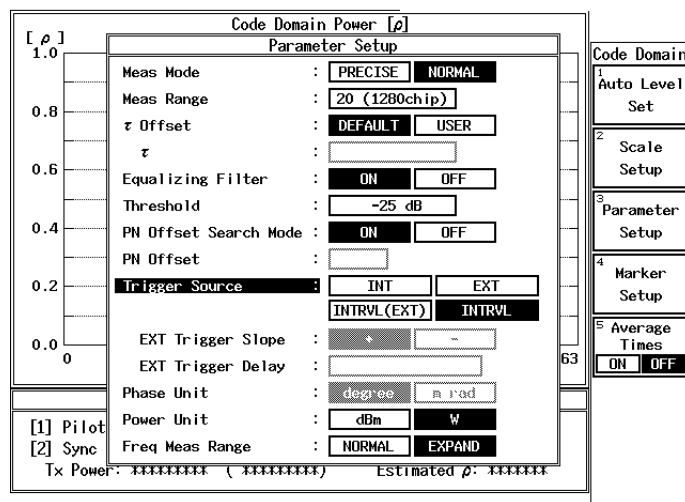 Code Domain Power [ρ]
[ ρ ]
Parameter Setup
1.0
0.8
0.6
0.4
0.2
0.0
0
63
Meas Mode : PRECISE NORMAL
Meas Range : 20 (1280chip)
τ Offset : DEFAULT USER
τ :
Equalizing Filter : ON OFF
Threshold : -25 dB
PN Offset Search Mode : ON OFF
PN Offset :
Trigger Source : INT EXT
INTRVL(EXT) INTRVL
EXT Trigger Slope : + -
EXT Trigger Delay :
Phase Unit : degree m rad
Power Unit : dBm W
Freq Meas Range : NORMAL EXPAND
[1] Pilot
[2] Sync
Tx Power: ********* ( *********) Estimated ρ: *******
Code Domain
1
Auto Level
Set
2
Scale
Setup
3
Parameter
Setup
4
Marker
Setup
5 Average
Times
ON OFF